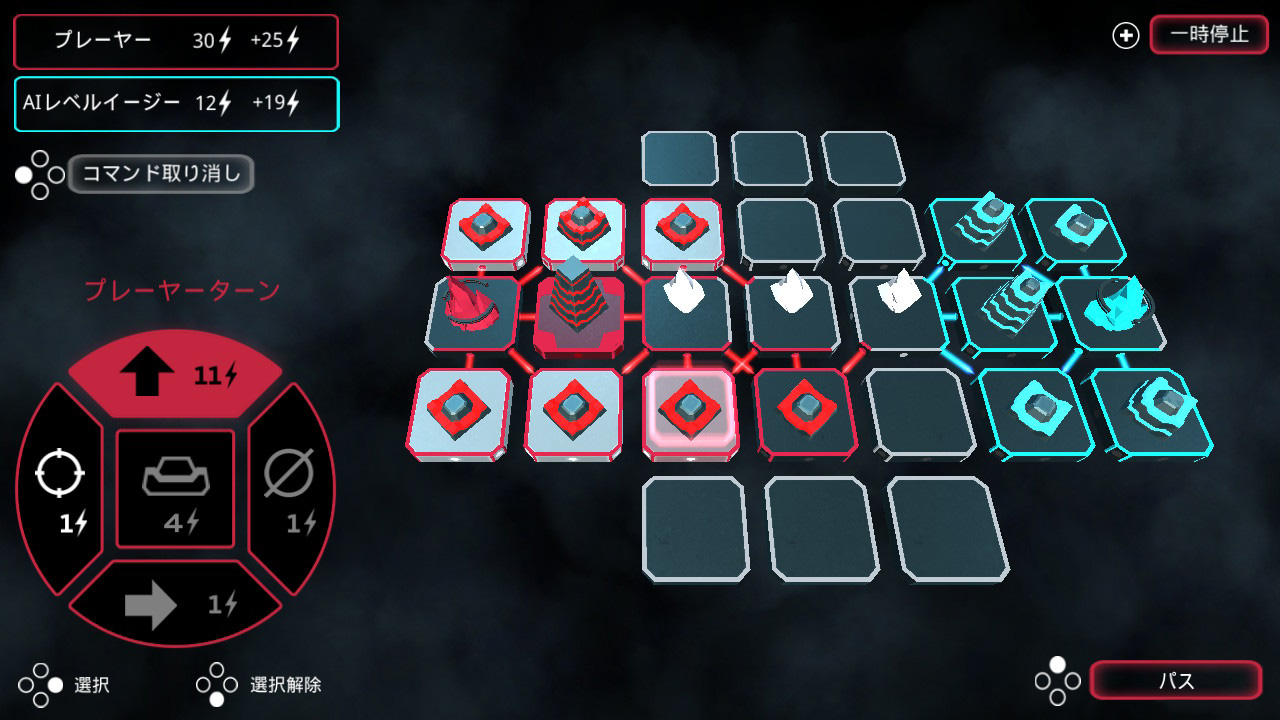 プレーヤー 30 +25
一時停止
AIレベルイージー 12 +19
コマンド取り消し
プレーヤーターン
11
1
4
1
1
選択
選択解除
パス